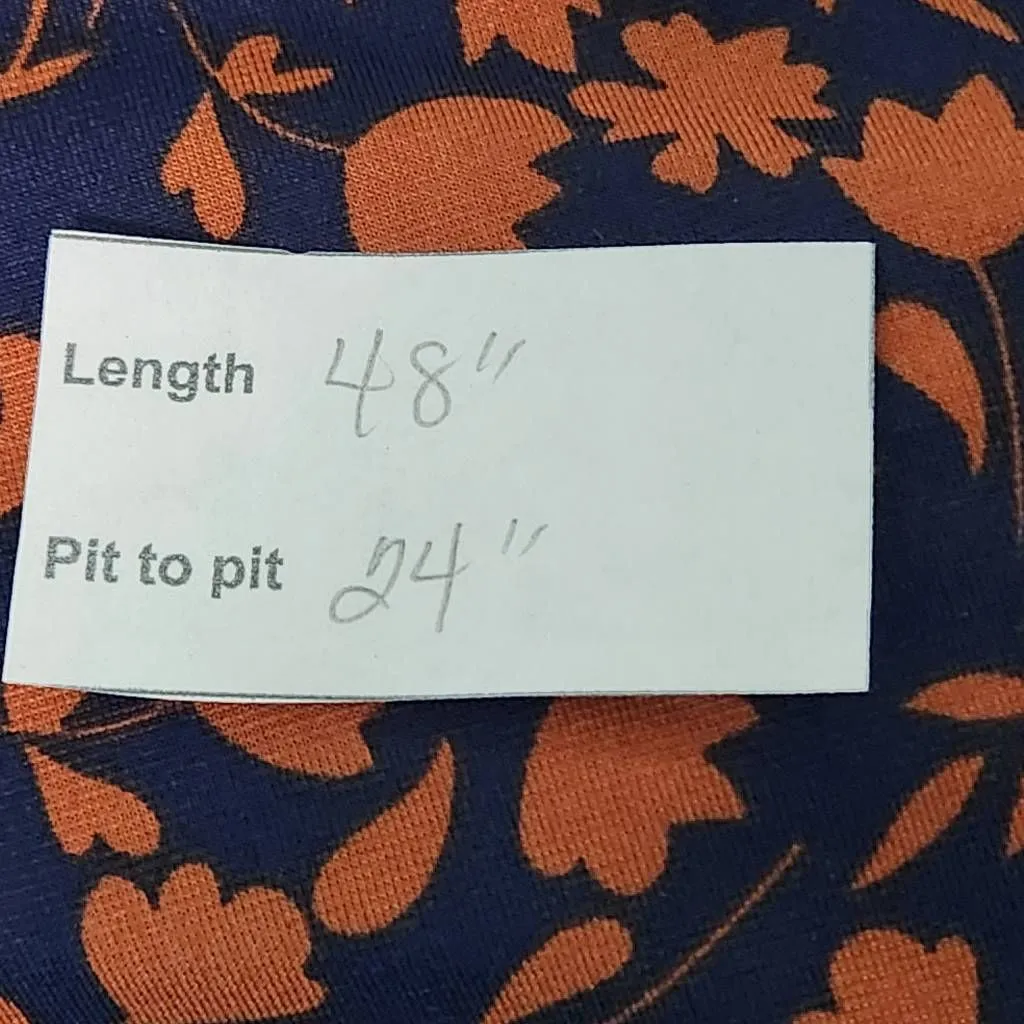 Length 48"
Pit to pit 24"